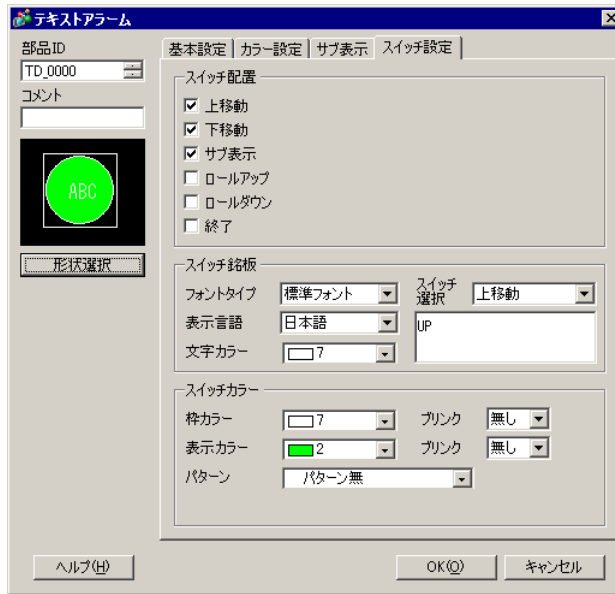 テキストアラーム
部品ID
TD_0000
コメント
ABC
形状選択
基本設定 カラー設定 サブ表示 スイッチ設定
スイッチ配置
上移動
下移動
サブ表示
ロールアップ
ロールダウン
終了
スイッチ銘板
フォントタイプ 標準フォント スイッチ選択 上移動
表示言語 日本語 UP
文字カラー 7
スイッチカラー
枠カラー 7 ブリンク 無し
表示カラー 2 ブリンク 無し
パターン パターン無
ヘルプ(H) OK(O) キャンセル